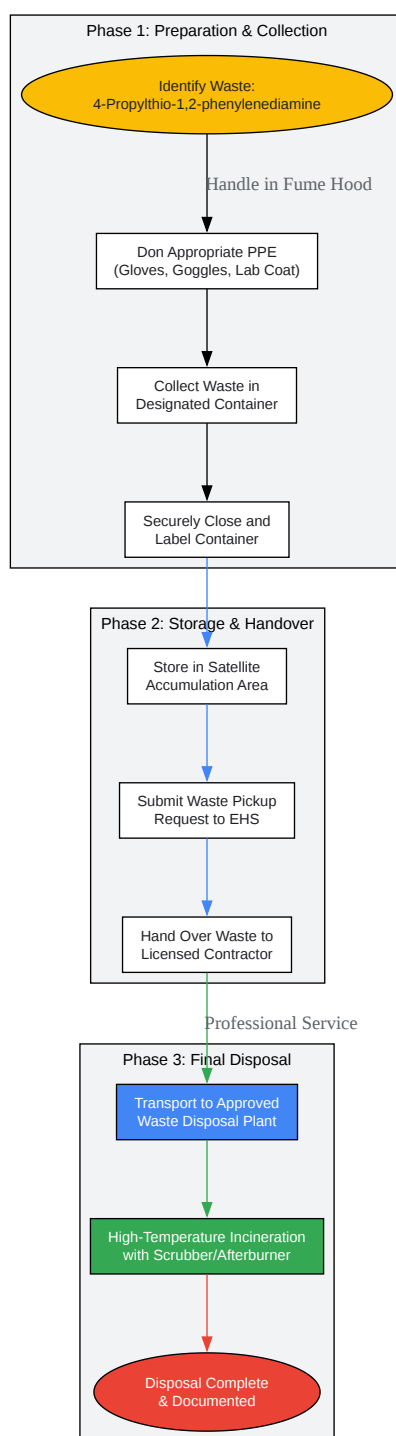 Phase 1: Preparation & Collection
Identify Waste:
4-Propylthio-1,2-phenylenediamine
Handle in Fume Hood
Don Appropriate PPE
(Gloves, Goggles, Lab Coat)
Collect Waste in
Designated Container
Securely Close and
Label Container
Phase 2: Storage & Handover
Store in Satellite
Accumulation Area
Submit Waste Pickup
Request to EHS
Hand Over Waste to
Licensed Contractor
Professional Service
Phase 3: Final Disposal
Transport to Approved
Waste Disposal Plant
High-Temperature Incineration
with Scrubber/Afterburner
Disposal Complete
& Documented